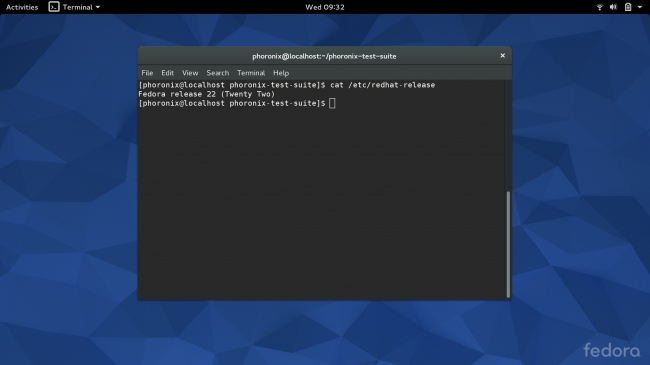 Activities Terminal Wed 09:32
phoronix@localhost:~/phoronix-test-suite
File Edit View Search Terminal Help
[phoronix@localhost phoronix-test-suite]$ cat /etc/redhat-release
Fedora release 22 (Twenty Two)
[phoronix@localhost phoronix-test-suite]$
fedora